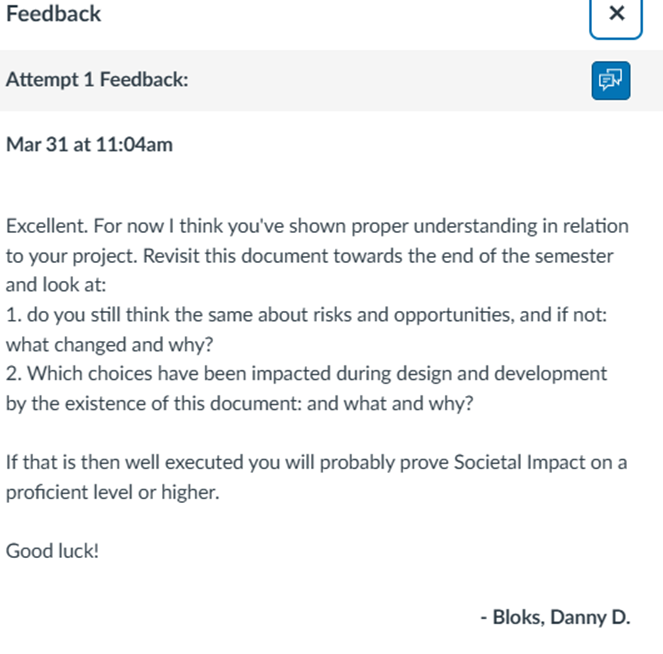 Feedback
Attempt 1 Feedback:
Mar 31 at 11:04am
Excellent. For now I think you've shown proper understanding in relation
to your project. Revisit this document towards the end of the semester
and look at:
1. do you still think the same about risks and opportunities, and if not:
what changed and why?
2. Which choices have been impacted during design and development
by the existence of this document: and what and why?
If that is then well executed you will probably prove Societal Impact on a
proficient level or higher.
Good luck!
- Bloks, Danny D.